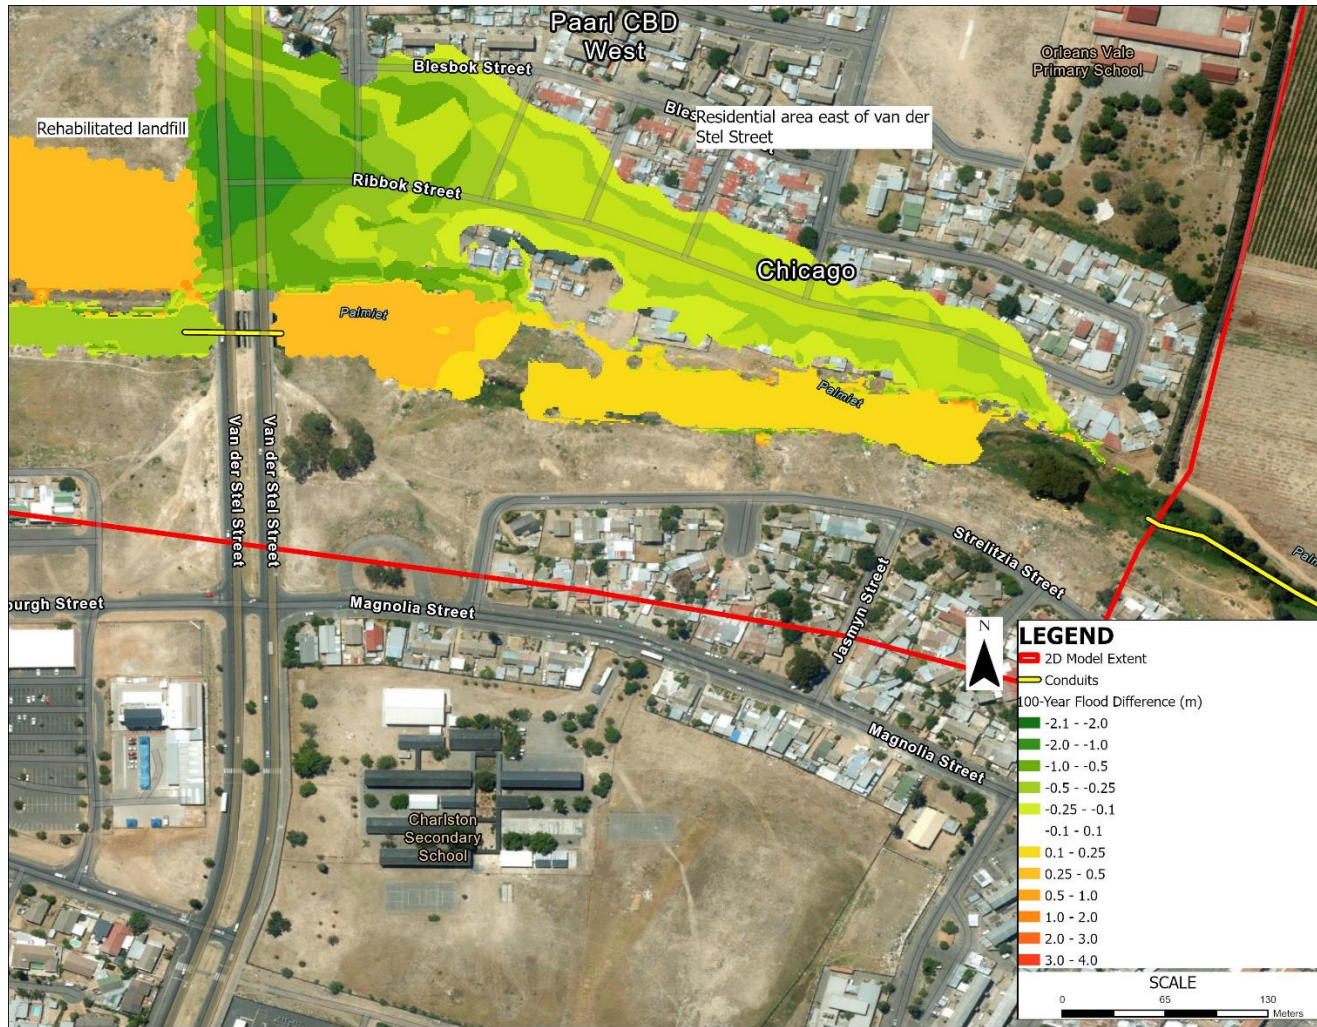 Paarl CBD
West
Blesbok Street
Orleans Vale
Primary School
Residential area east of van der
Stel Street
Rehabilitated landfill
Ribbok Street
Chicago
Palmiet
Palmiet
Van der Stel Street
Van der Stel Street
Strelitzia Street
Jasmyn Street
Magnolia Street
Magnolia Street
Charlston
Secondary
School
N
LEGEND
2D Model Extent
Conduits
100-Year Flood Difference (m)
-2.1 - -2.0
-2.0 - -1.0
-1.0 - -0.5
-0.5 - -0.25
-0.25 - -0.1
-0.1 - 0.1
0.1 - 0.25
0.25 - 0.5
0.5 - 1.0
1.0 - 2.0
2.0 - 3.0
3.0 - 4.0
SCALE
0 65 130
Meters